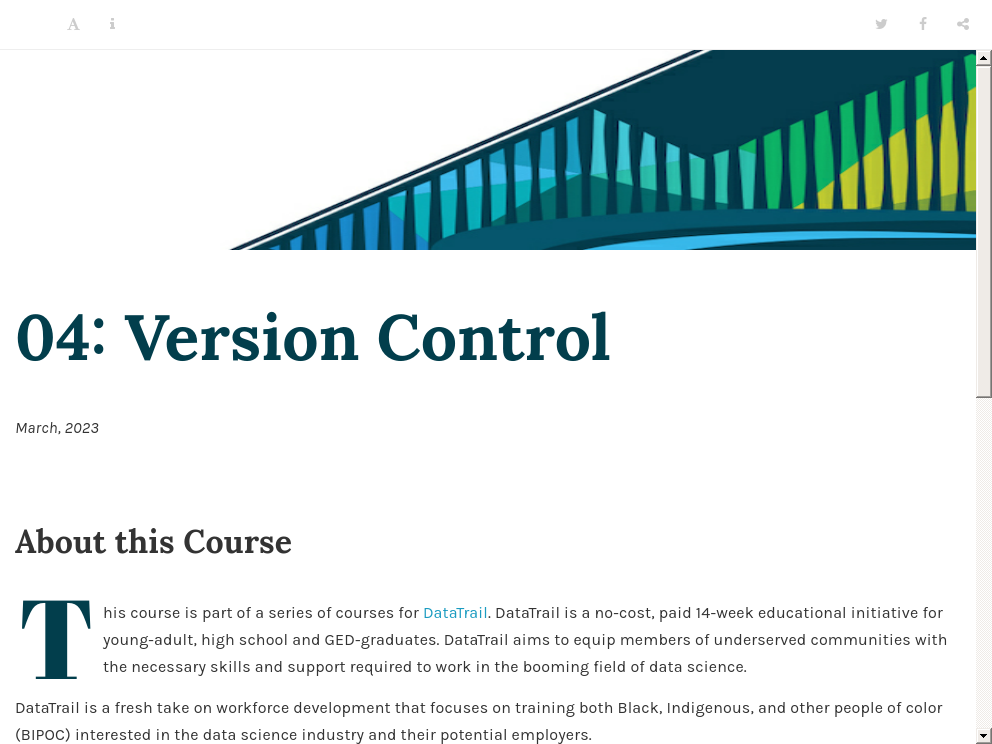 04: Version Control
March, 2023
About this Course
This course is part of a series of courses for DataTrail. DataTrail is a no-cost, paid 14-week educational initiative for
young-adult, high school and GED-graduates. DataTrail aims to equip members of underserved communities with
the necessary skills and support required to work in the booming field of data science.
DataTrail is a fresh take on workforce development that focuses on training both Black, Indigenous, and other people of color
(BIPOC) interested in the data science industry and their potential employers.